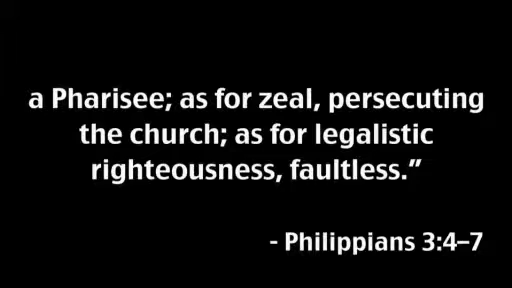 a Pharisee; as for zeal, persecuting
the church; as for legalistic
righteousness, faultless.”
- Philippians 3:4–7